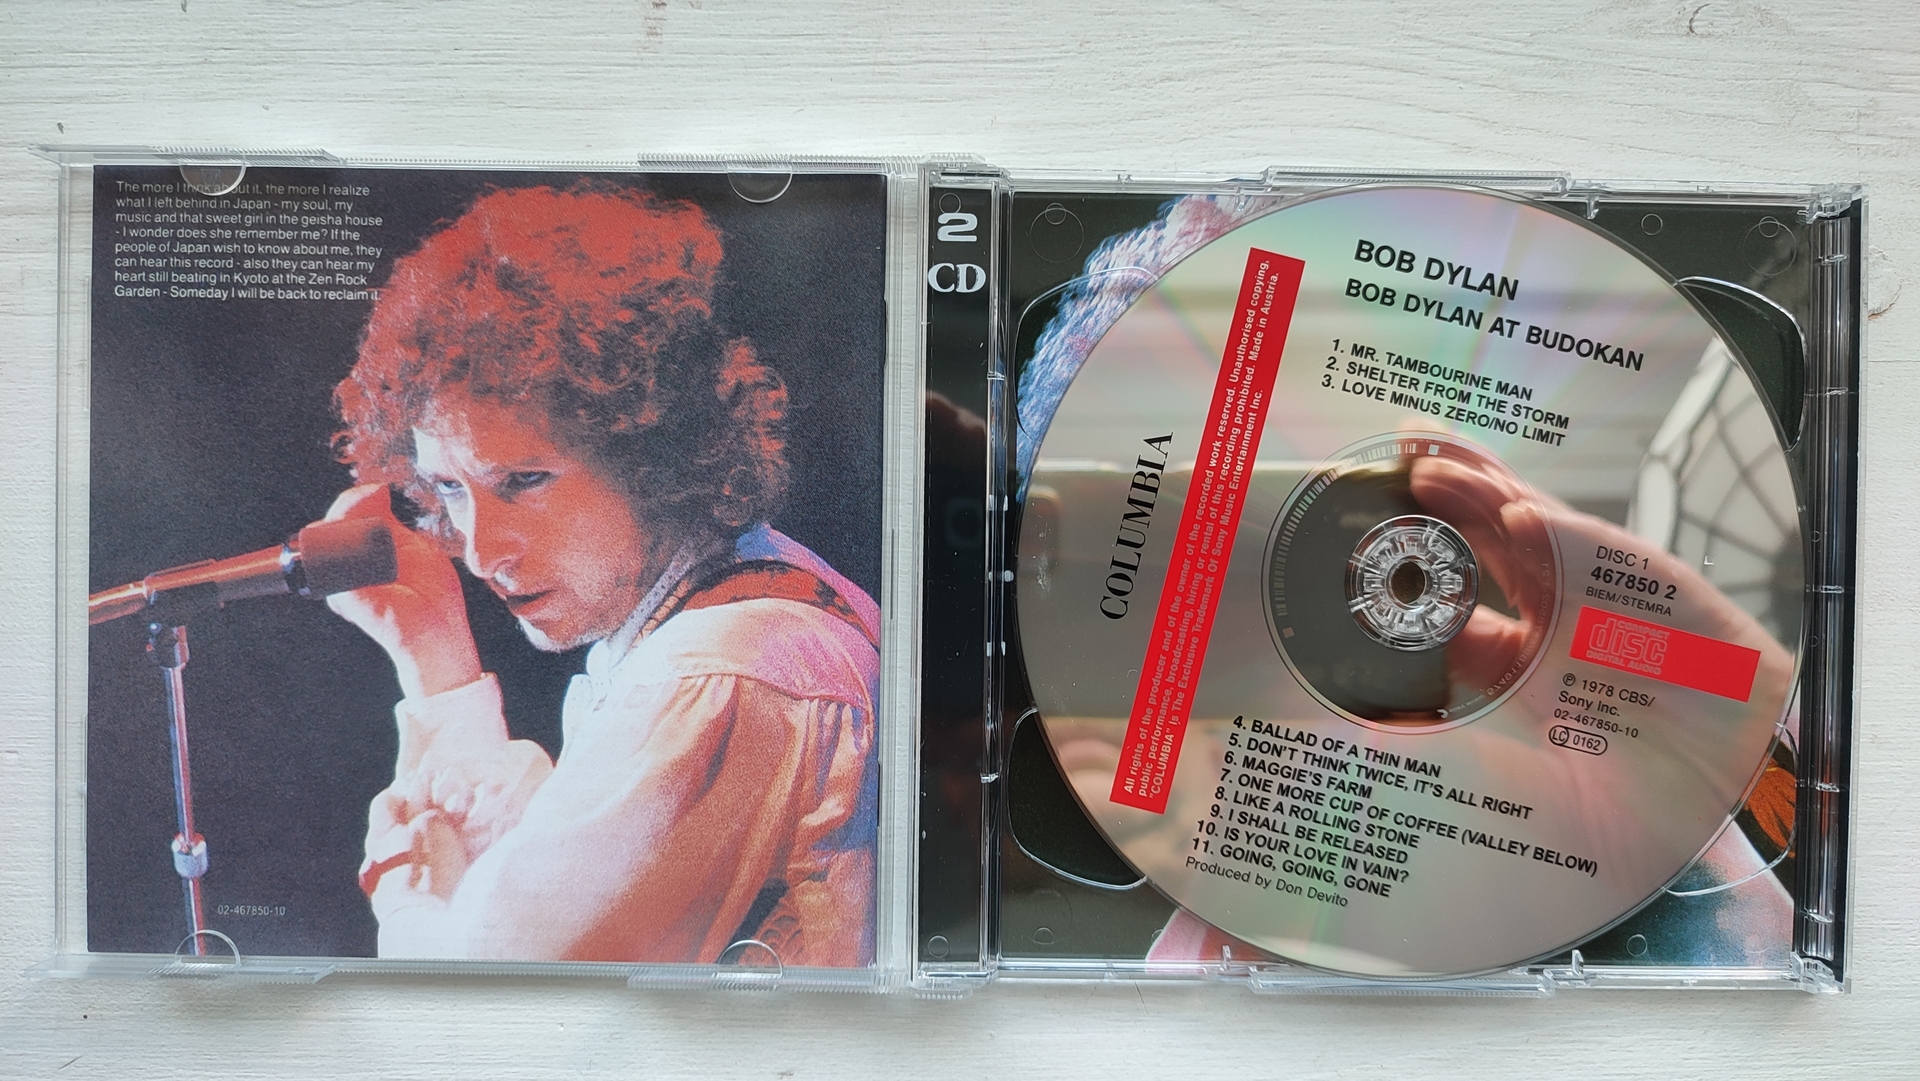 The more I think about it, the more I realize
what I left behind in Japan - my soul, my
music and that sweet girl in the geisha house
- I wonder does she remember me? If the
people of Japan wish to know about me, they
can hear this record - also they can hear my
heart still beating in Kyoto at the Zen Rock
Garden - Someday I will be back to reclaim it.
02-467850-10
2
CD
BOB DYLAN
BOB DYLAN AT BUDOKAN
1. MR. TAMBOURINE MAN
2. SHELTER FROM THE STORM
3. LOVE MINUS ZERO/NO LIMIT
COLUMBIA
All rights of the producer and of the owner of the recorded work reserved. Unauthorised copying,
public performance, broadcasting, hiring or rental of this recording prohibited. Made in Austria.
"COLUMBIA" is The Exclusive Trademark Of Sony Music Entertainment Inc.
DISC 1
467850 2
BIEM/STEMRA
COMPACT
disc
DIGITAL AUDIO
℗ 1978 CBS/
Sony Inc.
02-467850-10
LC 0162
4. BALLAD OF A THIN MAN
5. DON'T THINK TWICE, IT'S ALL RIGHT
6. MAGGIE'S FARM
7. ONE MORE CUP OF COFFEE (VALLEY BELOW)
8. LIKE A ROLLING STONE
9. I SHALL BE RELEASED
10. IS YOUR LOVE IN VAIN?
11. GOING, GOING, GONE
Produced by Don Devito